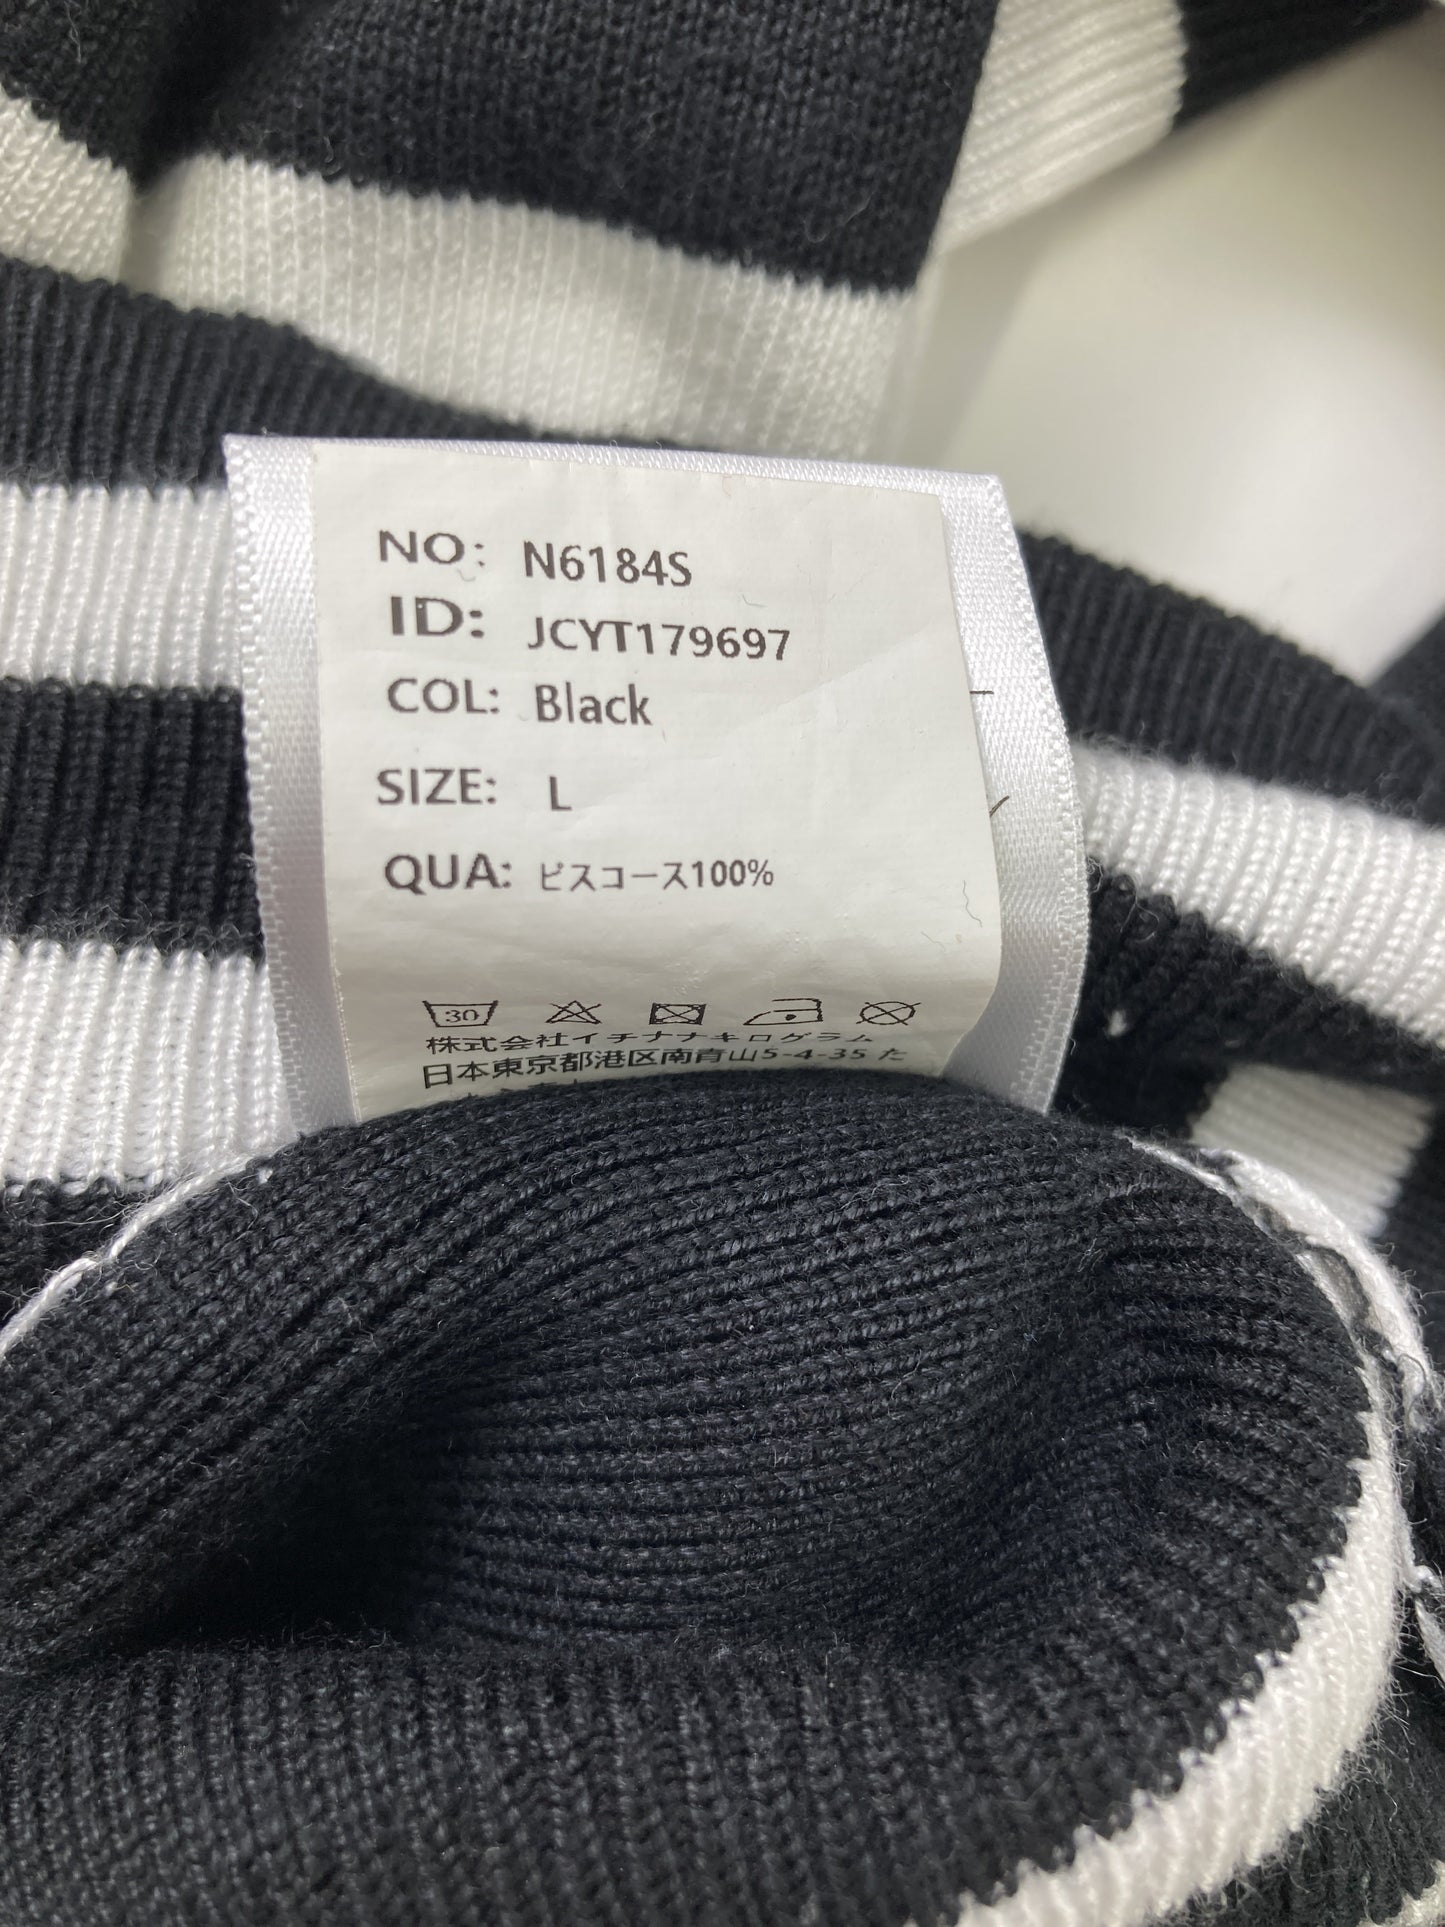 NO: N6184S
ID: JCYT179697
COL: Black
SIZE: L
QUA: ビスコース100%
30
株式会社イチナナキログラム
日本東京都港区南青山5-4-35 た